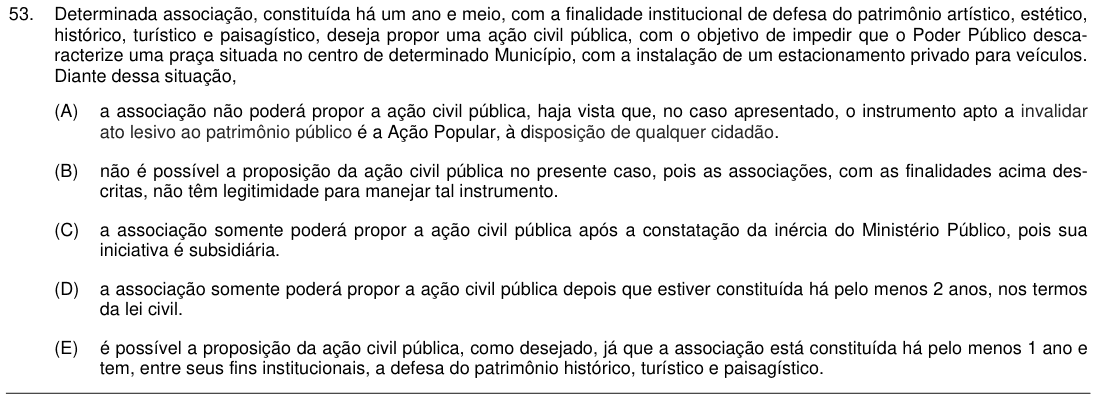 53. Determinada associação, constituída há um ano e meio, com a finalidade institucional de defesa do patrimônio artístico, estético,
histórico, turístico e paisagístico, deseja propor uma ação civil pública, com o objetivo de impedir que o Poder Público desca-
racterize uma praça situada no centro de determinado Município, com a instalação de um estacionamento privado para veículos.
Diante dessa situação,
(A) a associação não poderá propor a ação civil pública, haja vista que, no caso apresentado, o instrumento apto a invalidar
ato lesivo ao patrimônio público é a Ação Popular, à disposição de qualquer cidadão.
(B) não é possível a proposição da ação civil pública no presente caso, pois as associações, com as finalidades acima des-
critas, não têm legitimidade para manejar tal instrumento.
(C) a associação somente poderá propor a ação civil pública após a constatação da inércia do Ministério Público, pois sua
iniciativa é subsidiária.
(D) a associação somente poderá propor a ação civil pública depois que estiver constituída há pelo menos 2 anos, nos termos
da lei civil.
(E) é possível a proposição da ação civil pública, como desejado, já que a associação está constituída há pelo menos 1 ano e
tem, entre seus fins institucionais, a defesa do patrimônio histórico, turístico e paisagístico.